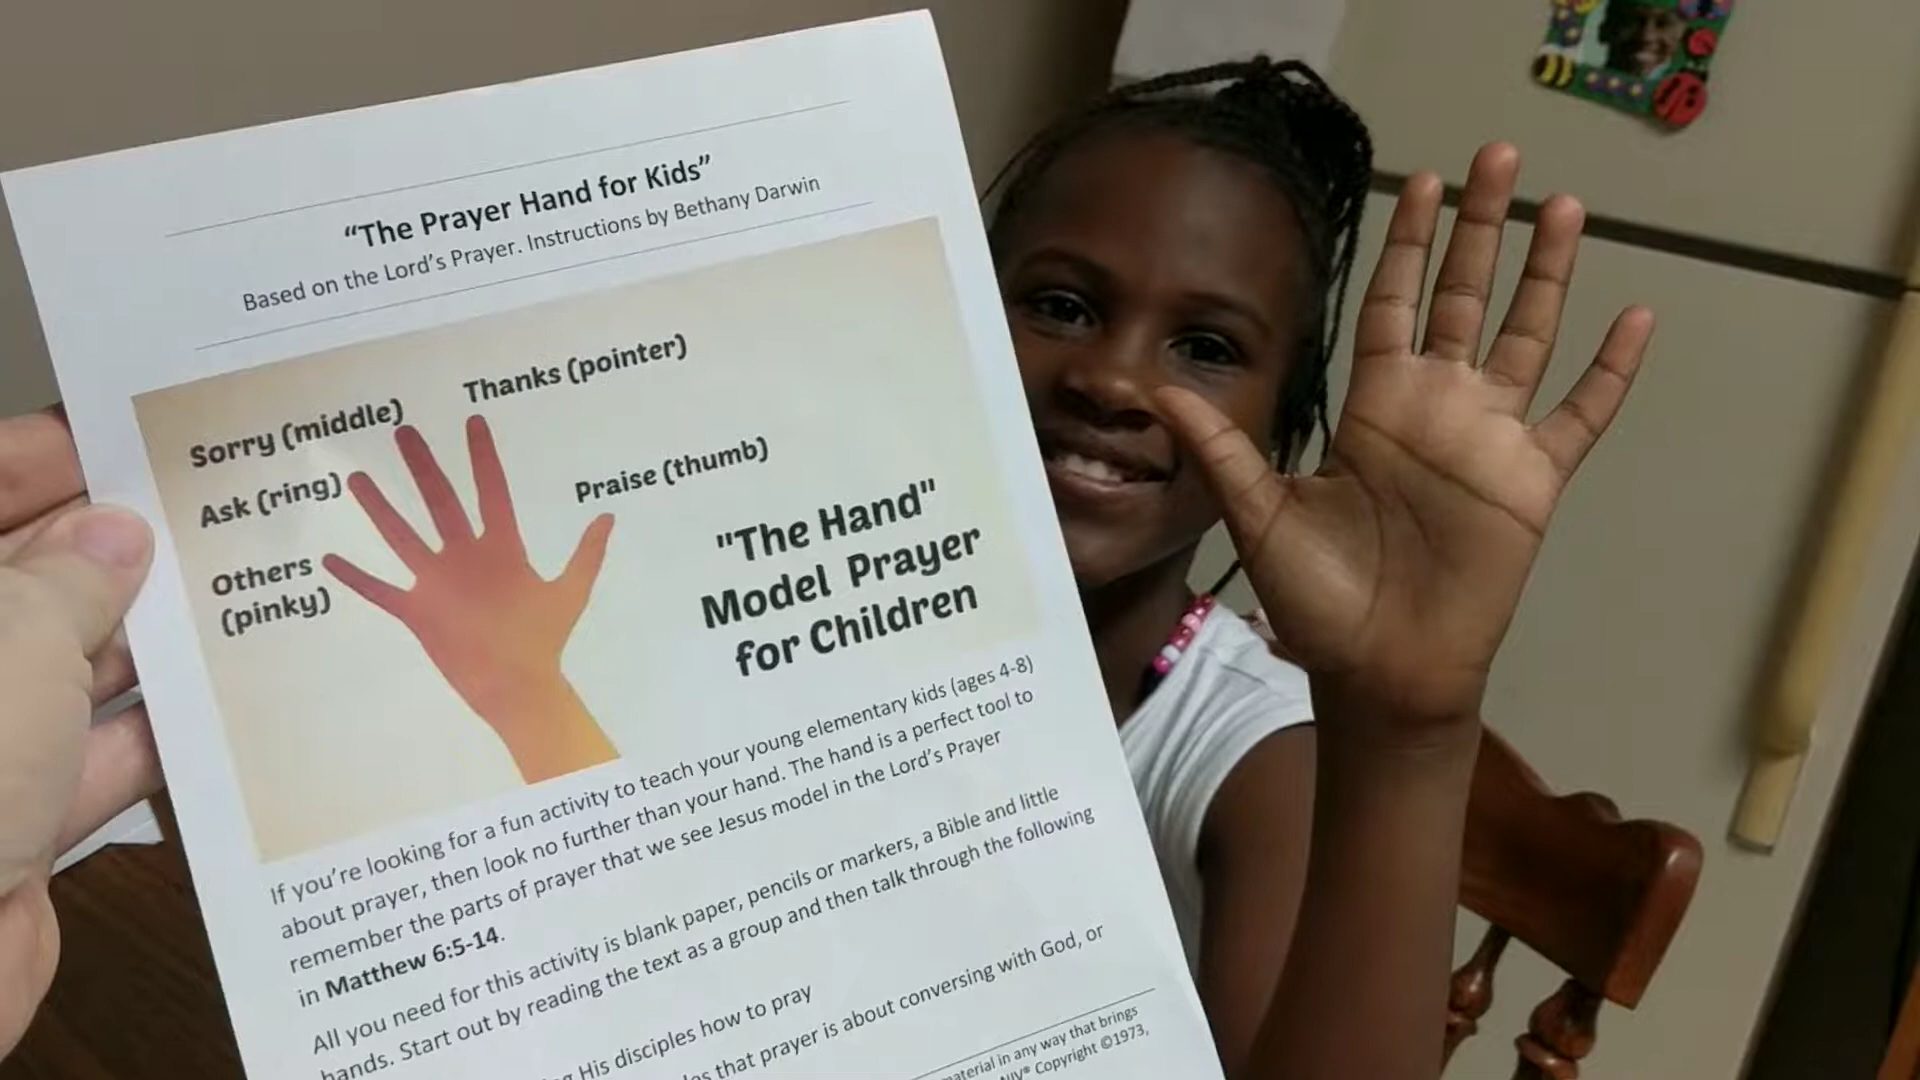 “The Prayer Hand for Kids”
Based on the Lord’s Prayer. Instructions by Bethany Darwin
Thanks (pointer)
Sorry (middle)
Ask (ring)
Praise (thumb)
Others
(pinky)
"The Hand"
Model Prayer
for Children
If you’re looking for a fun activity to teach your young elementary kids (ages 4-8)
about prayer, then look no further than your hand. The hand is a perfect tool to
remember the parts of prayer that we see Jesus model in the Lord’s Prayer
in Matthew 6:5-14.
All you need for this activity is blank paper, pencils or markers, a Bible and little
hands. Start out by reading the text as a group and then talk through the following
His disciples how to pray
that prayer is about conversing with God, or
material in any way that brings
NIV® Copyright ©1973,